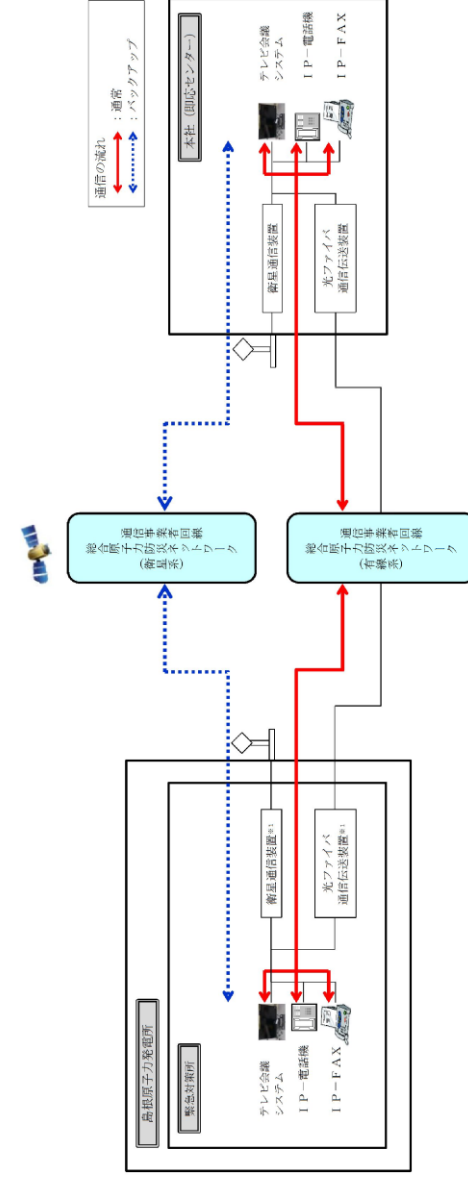 通信の流れ
：通常
：バックアップ
島根原子力発電所
緊急対策所
テレビ会議
システム
ＩＰ－電話機
ＩＰ－ＦＡＸ
衛星通信装置※1
光ファイバ
通信伝送装置※1
通信事業者回線
総合原子力防災ネットワーク
(衛星系)
通信事業者回線
総合原子力防災ネットワーク
(有線系)
本社（即応センター）
衛星通信装置
光ファイバ
通信伝送装置
テレビ会議
システム
ＩＰ－電話機
ＩＰ－ＦＡＸ